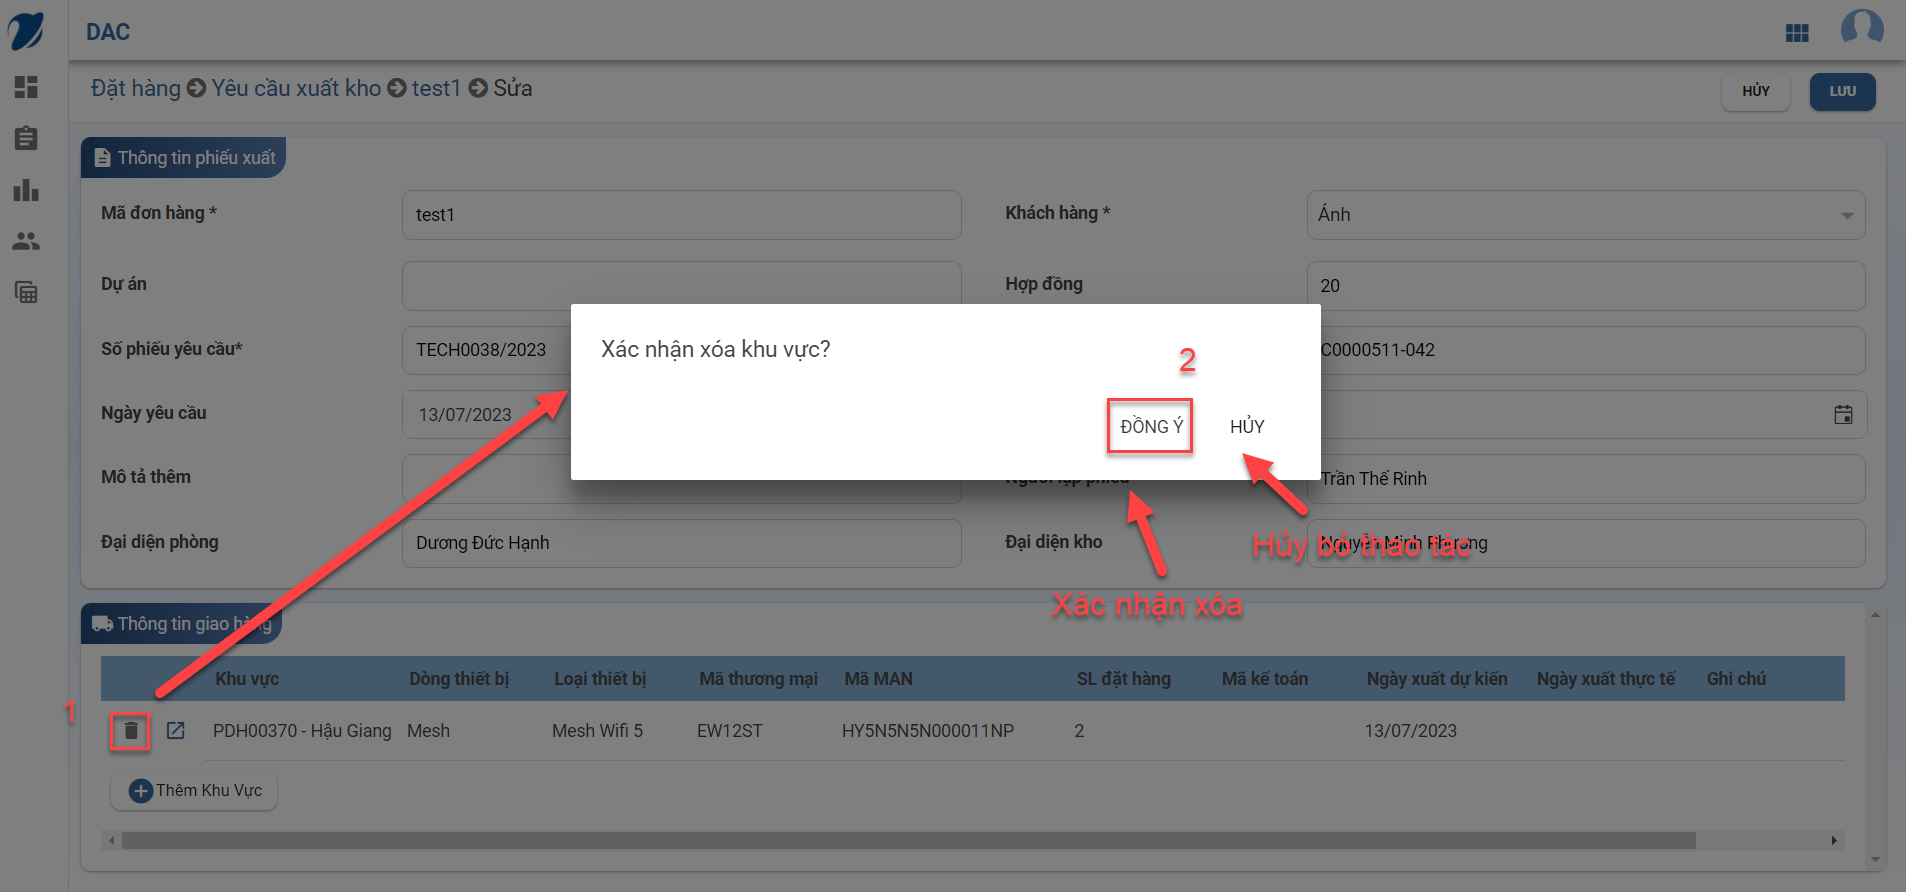 DAC
Đặt hàng Yêu cầu xuất kho test1 Sửa
HỦY
LƯU
Thông tin phiếu xuất
Mã đơn hàng *
test1
Khách hàng *
Ánh
Dự án
Hợp đồng
20
Xác nhận xóa khu vực?
Số phiếu yêu cầu*
TECH0038/2023
2
C0000511-042
Ngày yêu cầu
13/07/2023
ĐỒNG Ý
HỦY
Mô tả thêm
Người lập phiếu
Trần Thế Rinh
Đại diện phòng
Dương Đức Hạnh
Đại diện kho
Nguyễn Minh Phương
Hủy bỏ thao tác
Xác nhận xóa
Thông tin giao hàng
Khu vực Dòng thiết bị Loại thiết bị Mã thương mại Mã MAN SL đặt hàng Mã kế toán Ngày xuất dự kiến Ngày xuất thực tế Ghi chú
1
PDH00370 - Hậu Giang Mesh Mesh Wifi 5 EW12ST HY5N5N5N000011NP 2 13/07/2023
Thêm Khu Vực